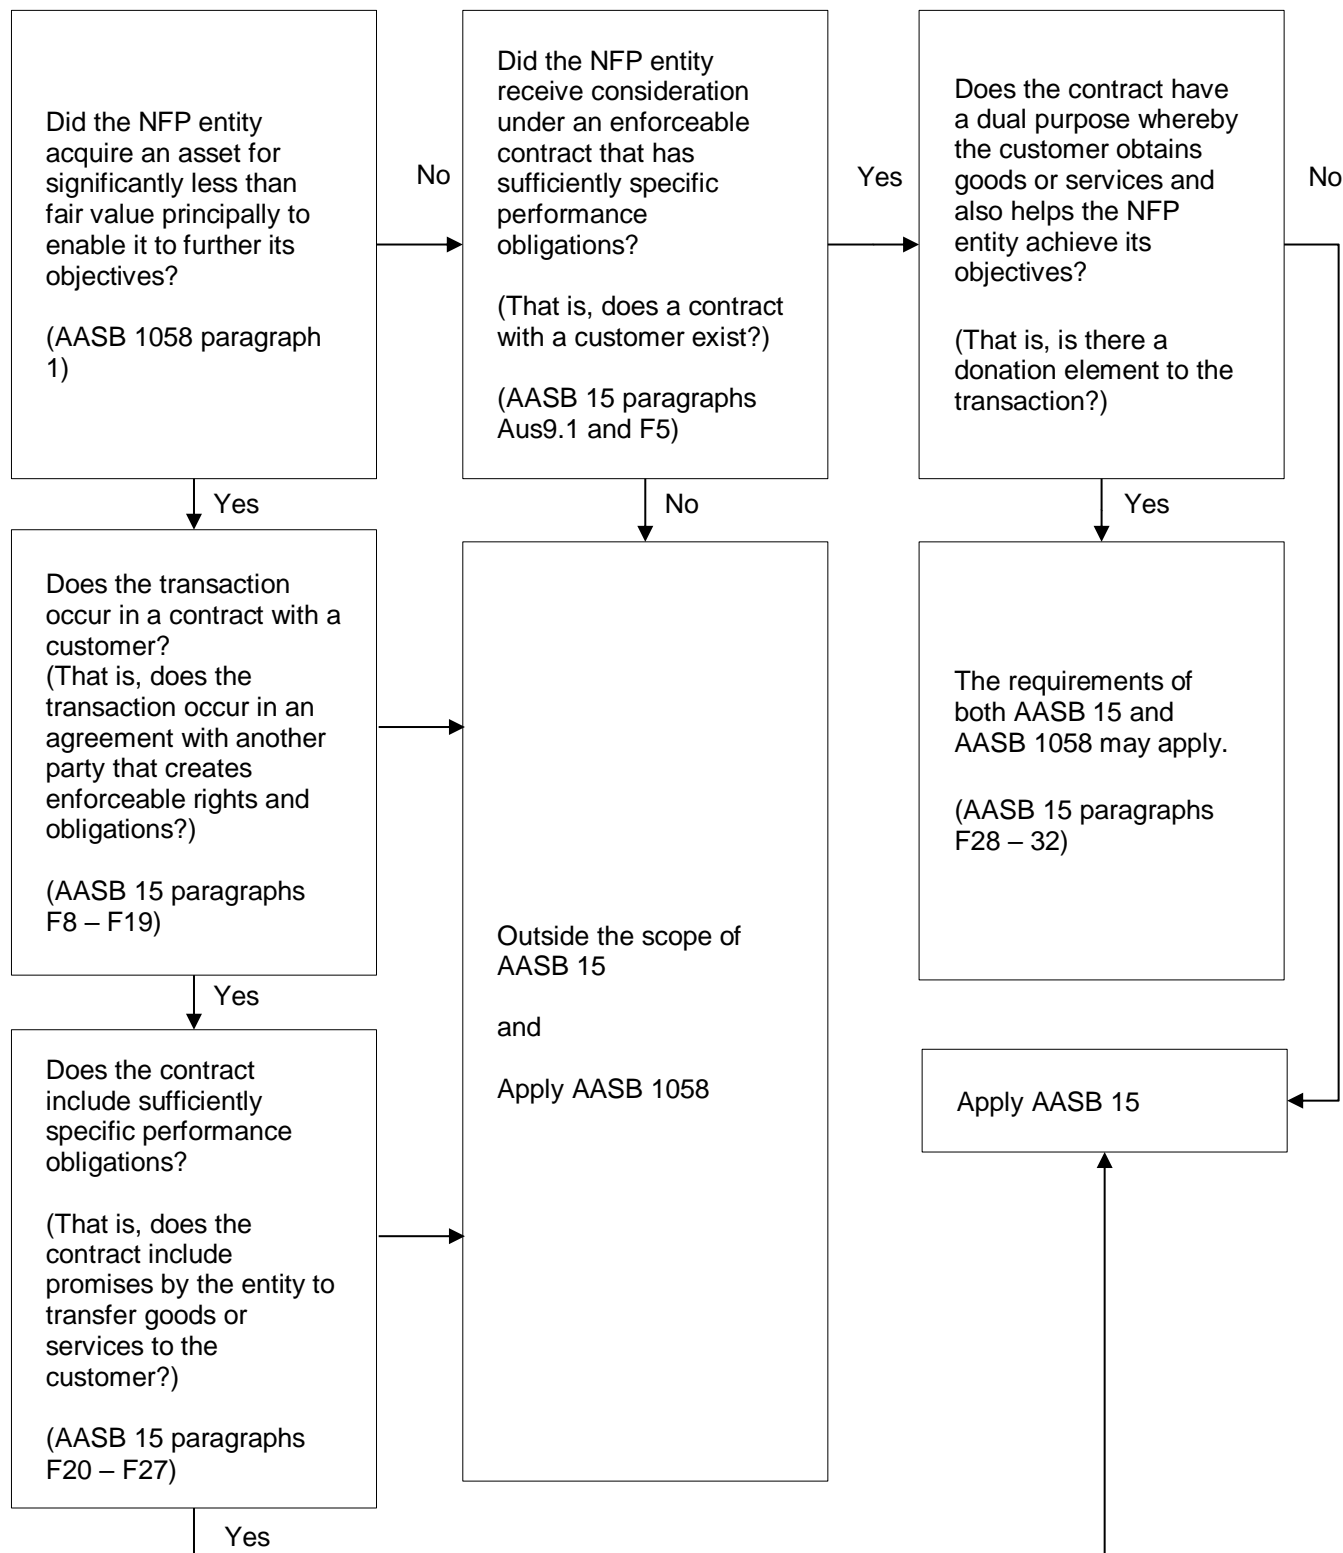 Did the NFP entity
acquire an asset for
significantly less than
fair value principally to
enable it to further its
objectives?
(AASB 1058 paragraph
1)
No
Did the NFP entity
receive consideration
under an enforceable
contract that has
sufficiently specific
performance
obligations?
(That is, does a contract
with a customer exist?)
(AASB 15 paragraphs
Aus9.1 and F5)
Yes
Does the contract have
a dual purpose whereby
the customer obtains
goods or services and
also helps the NFP
entity achieve its
objectives?
(That is, is there a
donation element to the
transaction?)
No
Yes
No
Yes
Does the transaction
occur in a contract with a
customer?
(That is, does the
transaction occur in an
agreement with another
party that creates
enforceable rights and
obligations?)
(AASB 15 paragraphs
F8 – F19)
Outside the scope of
AASB 15
and
Apply AASB 1058
The requirements of
both AASB 15 and
AASB 1058 may apply.
(AASB 15 paragraphs
F28 – 32)
Yes
Does the contract
include sufficiently
specific performance
obligations?
(That is, does the
contract include
promises by the entity to
transfer goods or
services to the
customer?)
(AASB 15 paragraphs
F20 – F27)
Apply AASB 15
Yes